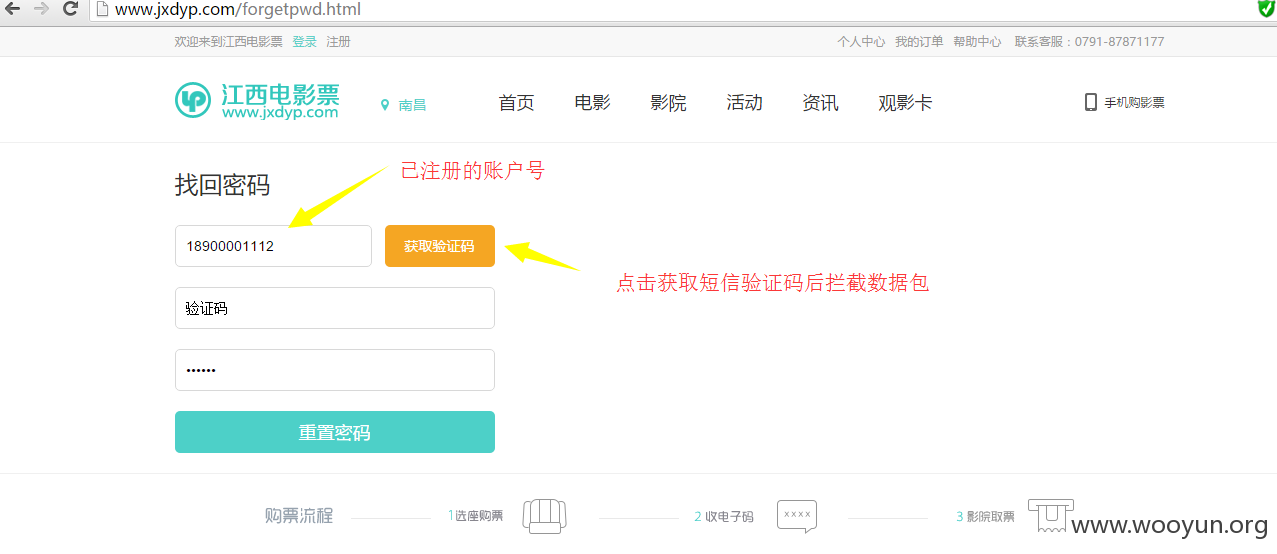 www.jxdyp.com/forgetpwd.html
欢迎来到江西电影票 登录 注册 个人中心 我的订单 帮助中心 联系客服：0791-87871177
江西电影票
www.jxdyp.com
南昌 首页 电影 影院 活动 资讯 观影卡 手机购影票
已注册的账户号
找回密码
18900001112 获取验证码
点击获取短信验证码后拦截数据包
验证码
••••••
重置密码
购票流程 1选座购票 2 收电子码 xxxx 3 影院取票
www.wooyun.org